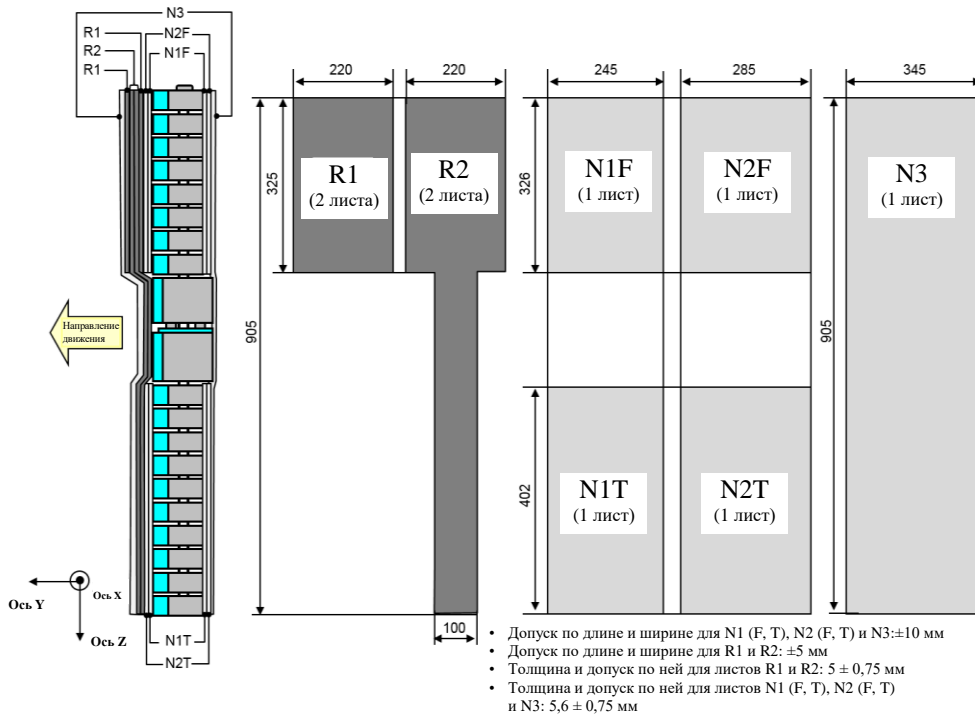 N3
R1
N2F
R2
N1F
R1
220
220
245
285
345
325
905
326
905
402
R1
(2 листа)
R2
(2 листа)
N1F
(1 лист)
N2F
(1 лист)
N3
(1 лист)
Направление
движения
N1T
(1 лист)
N2T
(1 лист)
Ось Y
Ось X
Ось Z
N1T
N2T
100
• Допуск по длине и ширине для N1 (F, T), N2 (F, T) и N3:±10 мм
• Допуск по длине и ширине для R1 и R2: ±5 мм
• Толщина и допуск по ней для листов R1 и R2: 5 ± 0,75 мм
• Толщина и допуск по ней для листов N1 (F, T), N2 (F, T)
и N3: 5,6 ± 0,75 мм